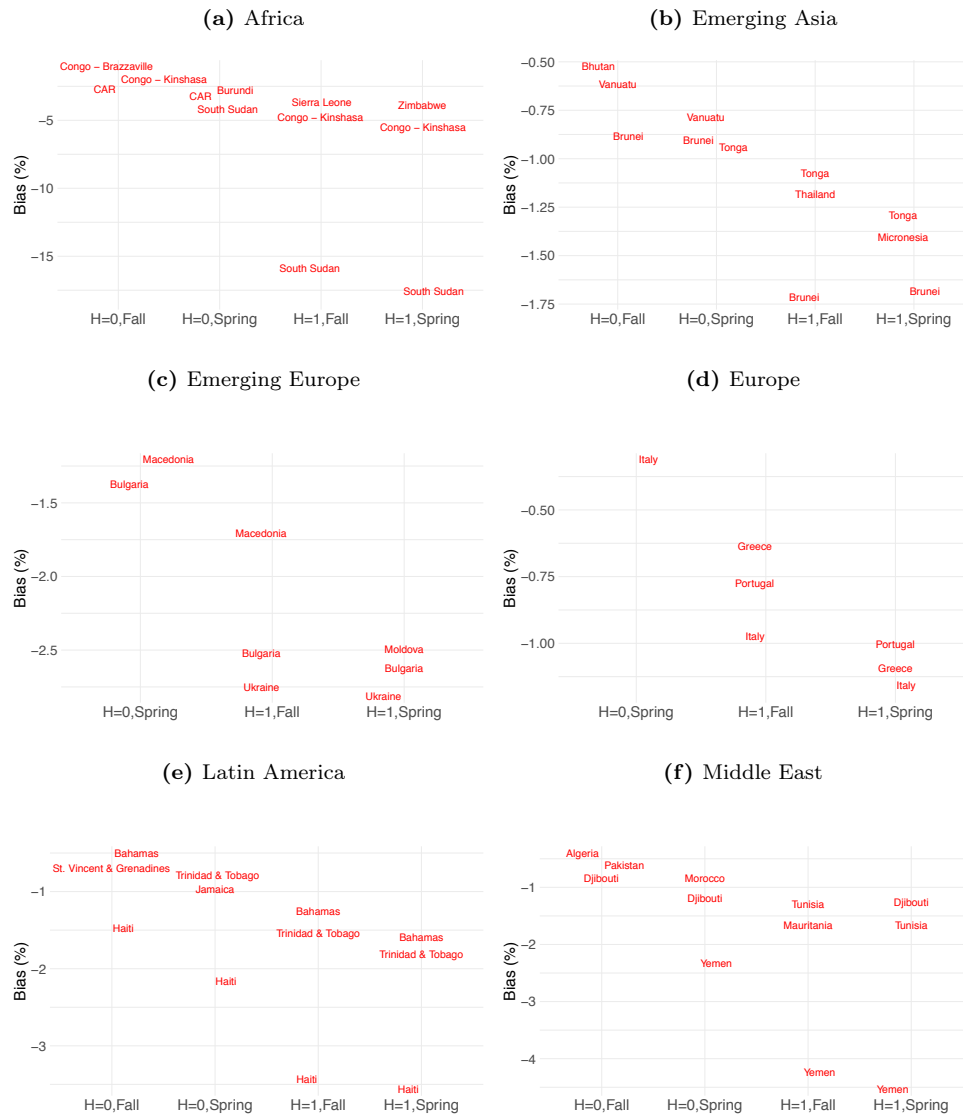 (a) Africa
Congo − Brazzaville
Congo − Kinshasa
CAR
CAR
Burundi
South Sudan
Sierra Leone
Congo − Kinshasa
Zimbabwe
Congo − Kinshasa
South Sudan
South Sudan
−5
−10
−15
Bias (%)
H=0,Fall
H=0,Spring
H=1,Fall
H=1,Spring
(b) Emerging Asia
Bhutan
Vanuatu
Brunei
Vanuatu
Brunei
Tonga
Tonga
Thailand
Brunei
Tonga
Micronesia
Brunei
−0.50
−0.75
−1.00
−1.25
−1.50
−1.75
Bias (%)
H=0,Fall
H=0,Spring
H=1,Fall
H=1,Spring
(c) Emerging Europe
Macedonia
Bulgaria
Macedonia
Bulgaria
Ukraine
Moldova
Bulgaria
Ukraine
−1.5
−2.0
−2.5
Bias (%)
H=0,Spring
H=1,Fall
H=1,Spring
(d) Europe
Italy
Greece
Portugal
Italy
Portugal
Greece
Italy
−0.50
−0.75
−1.00
Bias (%)
H=0,Spring
H=1,Fall
H=1,Spring
(e) Latin America
Bahamas
St. Vincent & Grenadines
Haiti
Trinidad & Tobago
Jamaica
Haiti
Bahamas
Trinidad & Tobago
Haiti
Bahamas
Trinidad & Tobago
Haiti
−1
−2
−3
Bias (%)
H=0,Fall
H=0,Spring
H=1,Fall
H=1,Spring
(f) Middle East
Algeria
Pakistan
Djibouti
Morocco
Djibouti
Yemen
Tunisia
Mauritania
Yemen
Djibouti
Tunisia
Yemen
−1
−2
−3
−4
Bias (%)
H=0,Fall
H=0,Spring
H=1,Fall
H=1,Spring